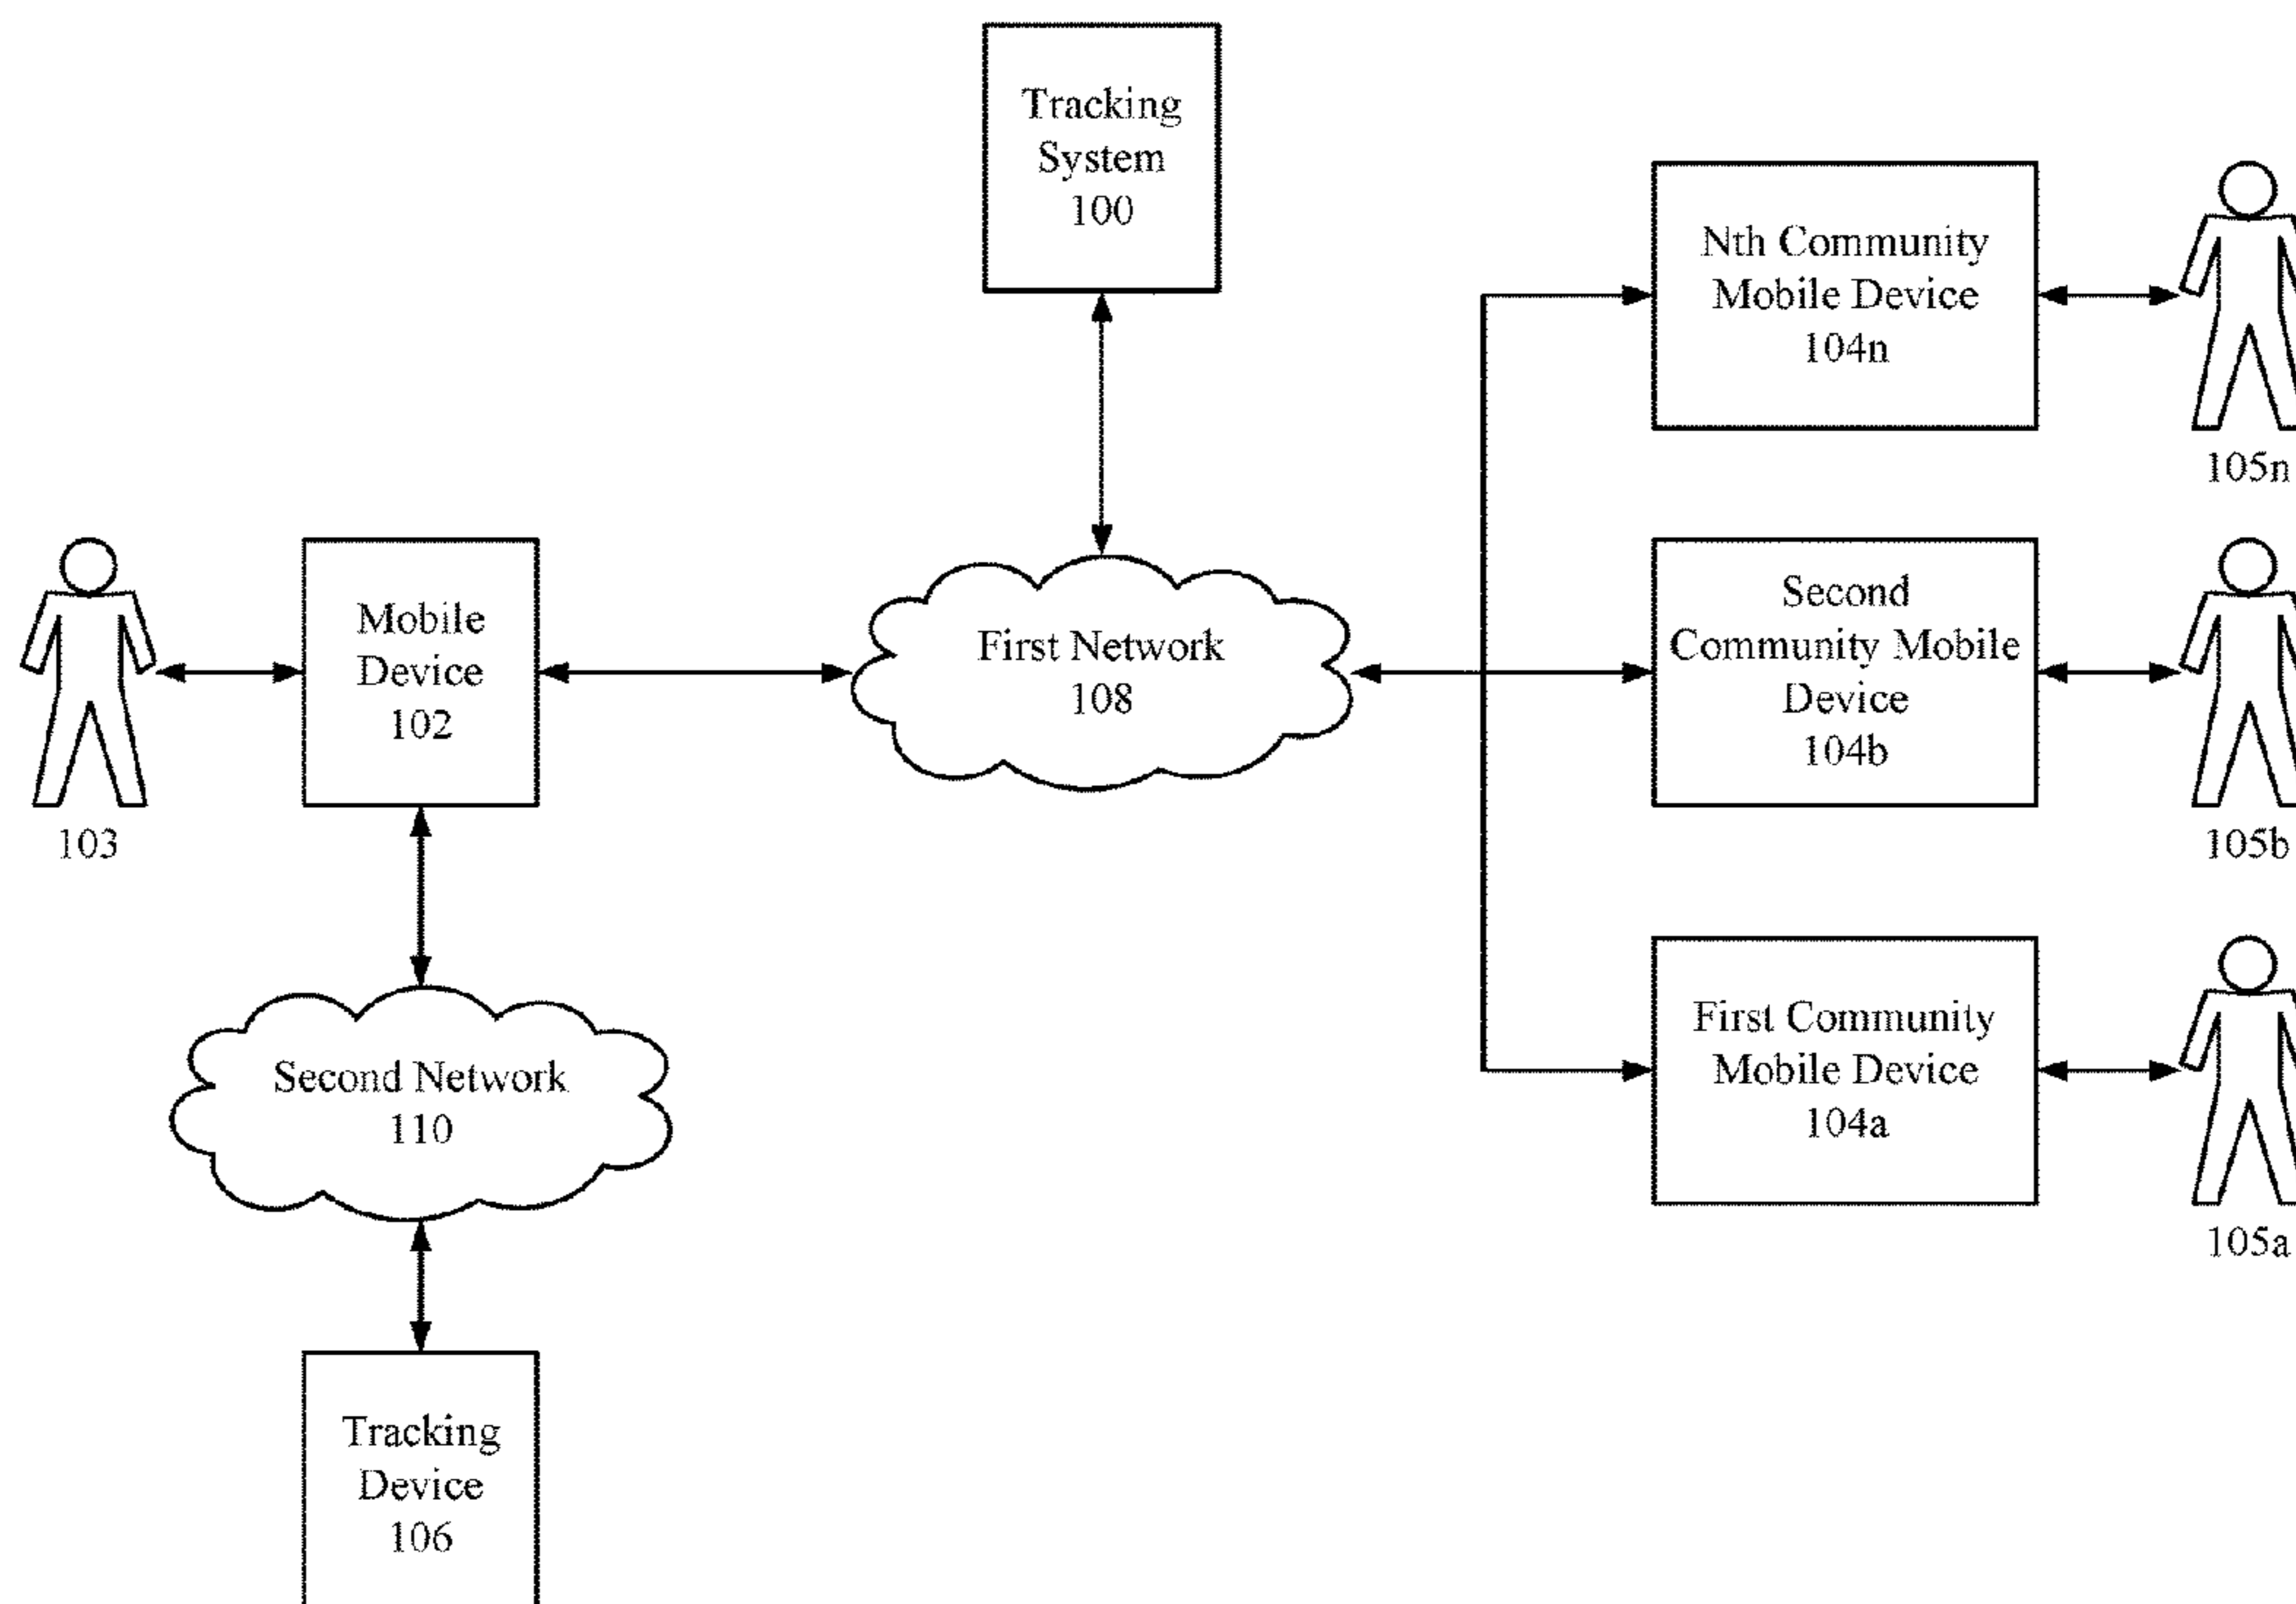 Tracking
System
100
Nth Community
Mobile Device
104n
105n
Mobile
Device
102
103
First Network
108
Second
Community Mobile
Device
104b
105b
Second Network
110
First Community
Mobile Device
104a
105a
Tracking
Device
106